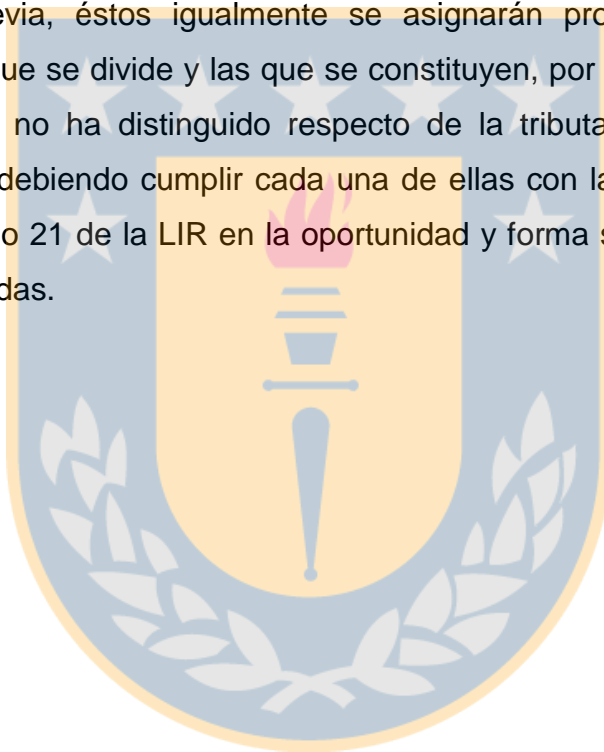 evia, éstos igualmente se asignarán pro
ue se divide y las que se constituyen, por
no ha distinguido respecto de la tributa
debiendo cumplir cada una de ellas con la
o 21 de la LIR en la oportunidad y forma s
das.